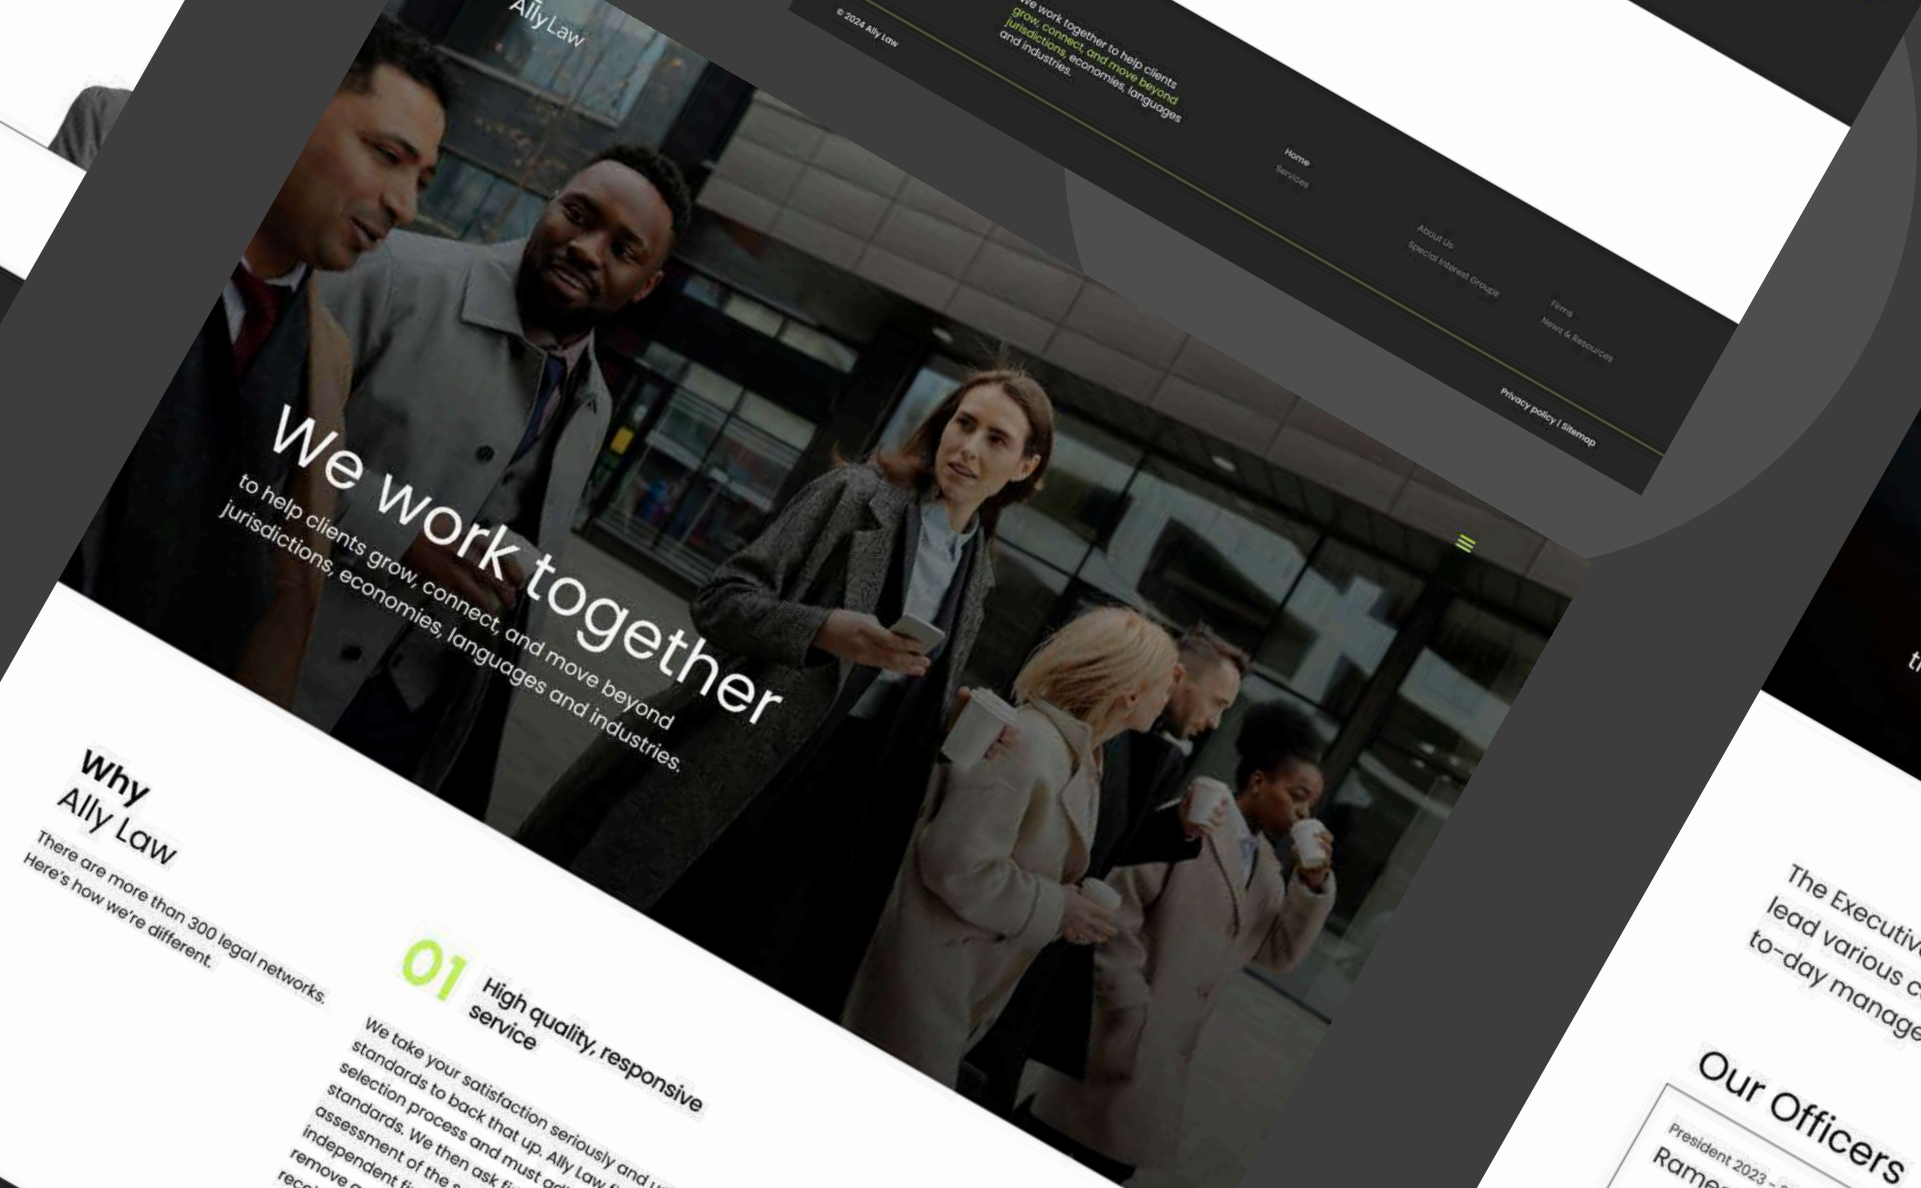 Ally Law
We work together
to help clients grow, connect, and move beyond
jurisdictions, economies, languages and industries.
Why
Ally Law
There are more than 300 legal networks.
Here's how we're different.
01
High quality, responsive
service
We take your satisfaction seriously and
standards to back that up. Ally Law
selection process and must
standards. We then ask
assessment of the
independent
remove
We work together to help clients
grow, connect, and move beyond
jurisdictions, economies, languages
and industries.
Home
Services
About Us
Special Interest Groups
Firms
News & Resources
© 2024 Ally Law
Privacy policy | Sitemap
The
lead various
to-day
Our Officers
President 2023 -